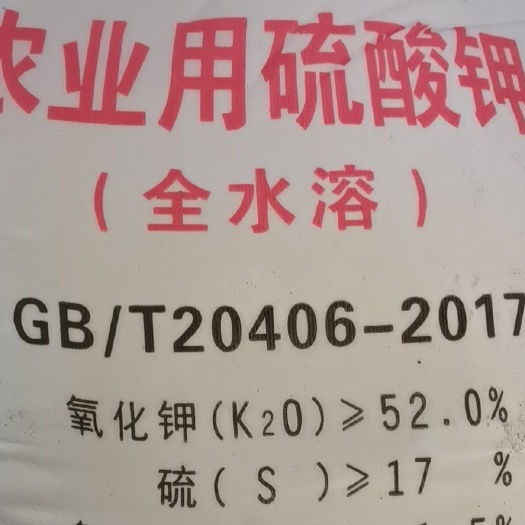 农业用硫酸钾
(全水溶)
GB/T20406-2017
氧化钾(K2O)≥52.0%
硫( S )≥17 %